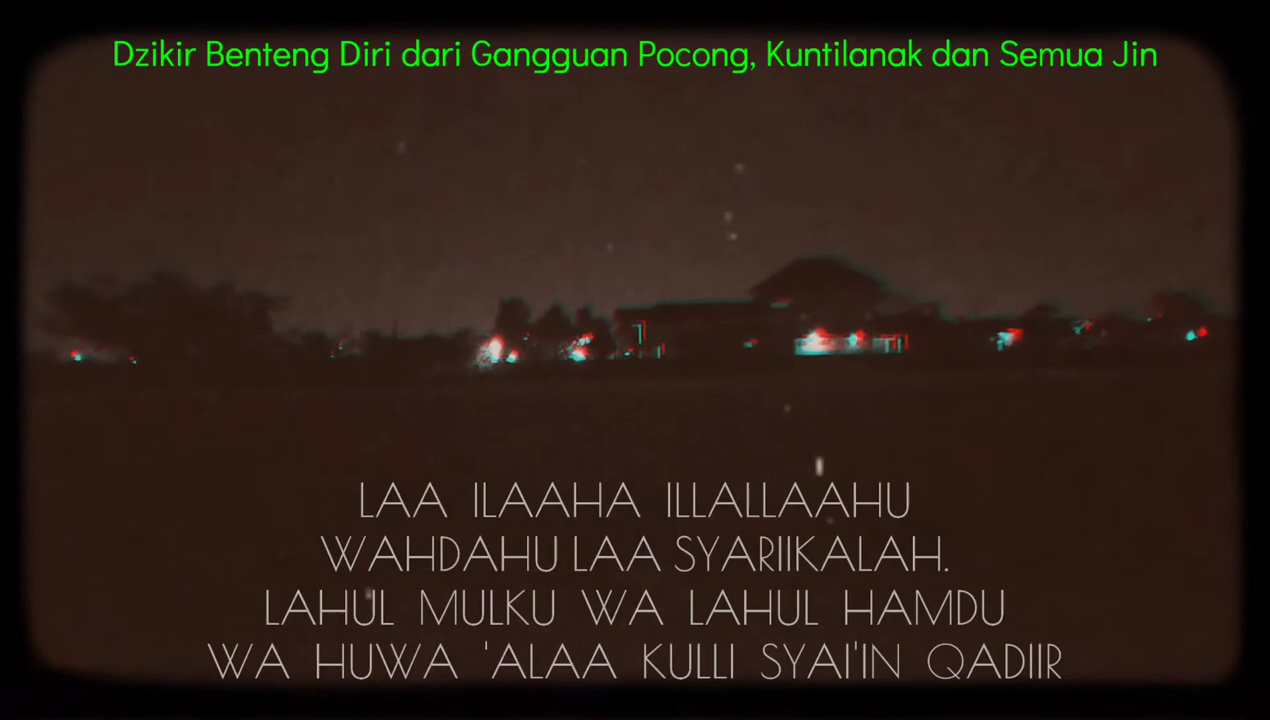 Dzikir Benteng Diri dari Gangguan Pocong, Kuntilanak dan Semua Jin
LAA ILAAHA ILLALLAAHU
WAHDAHU LAA SYARIIKALAH.
LAHUL MULKU WA LAHUL HAMDU
WA HUWA 'ALAA KULLI SYAI'IN QADIIR